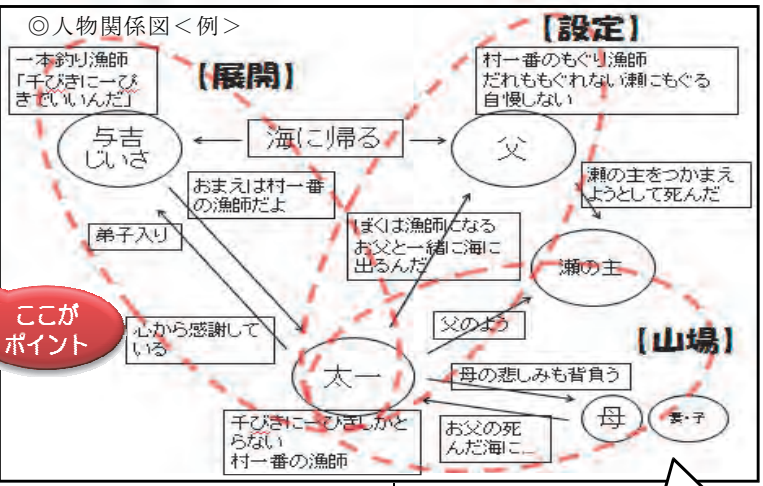 ◎人物関係図＜例＞
【設定】
一本釣り漁師
「千びきに一ぴ
きでいいんだ」
【展開】
村一番のもぐり漁師
だれももぐれない瀬にもぐる
自慢しない
与吉
じいさ
海に帰る
父
おまえは村一番
の漁師だよ
瀬の主をつかまえ
ようとして死んだ
弟子入り
ぼくは漁師になる
お父と一緒に海に
出るんだ
瀬の主
ここが
ポイント
心から感謝して
いる
父のよう
【山場】
太一
母の悲しみも背負う
千びきに一ぴきしかと
らない
村一番の漁師
お父の死
んだ海に…
母
妻・子